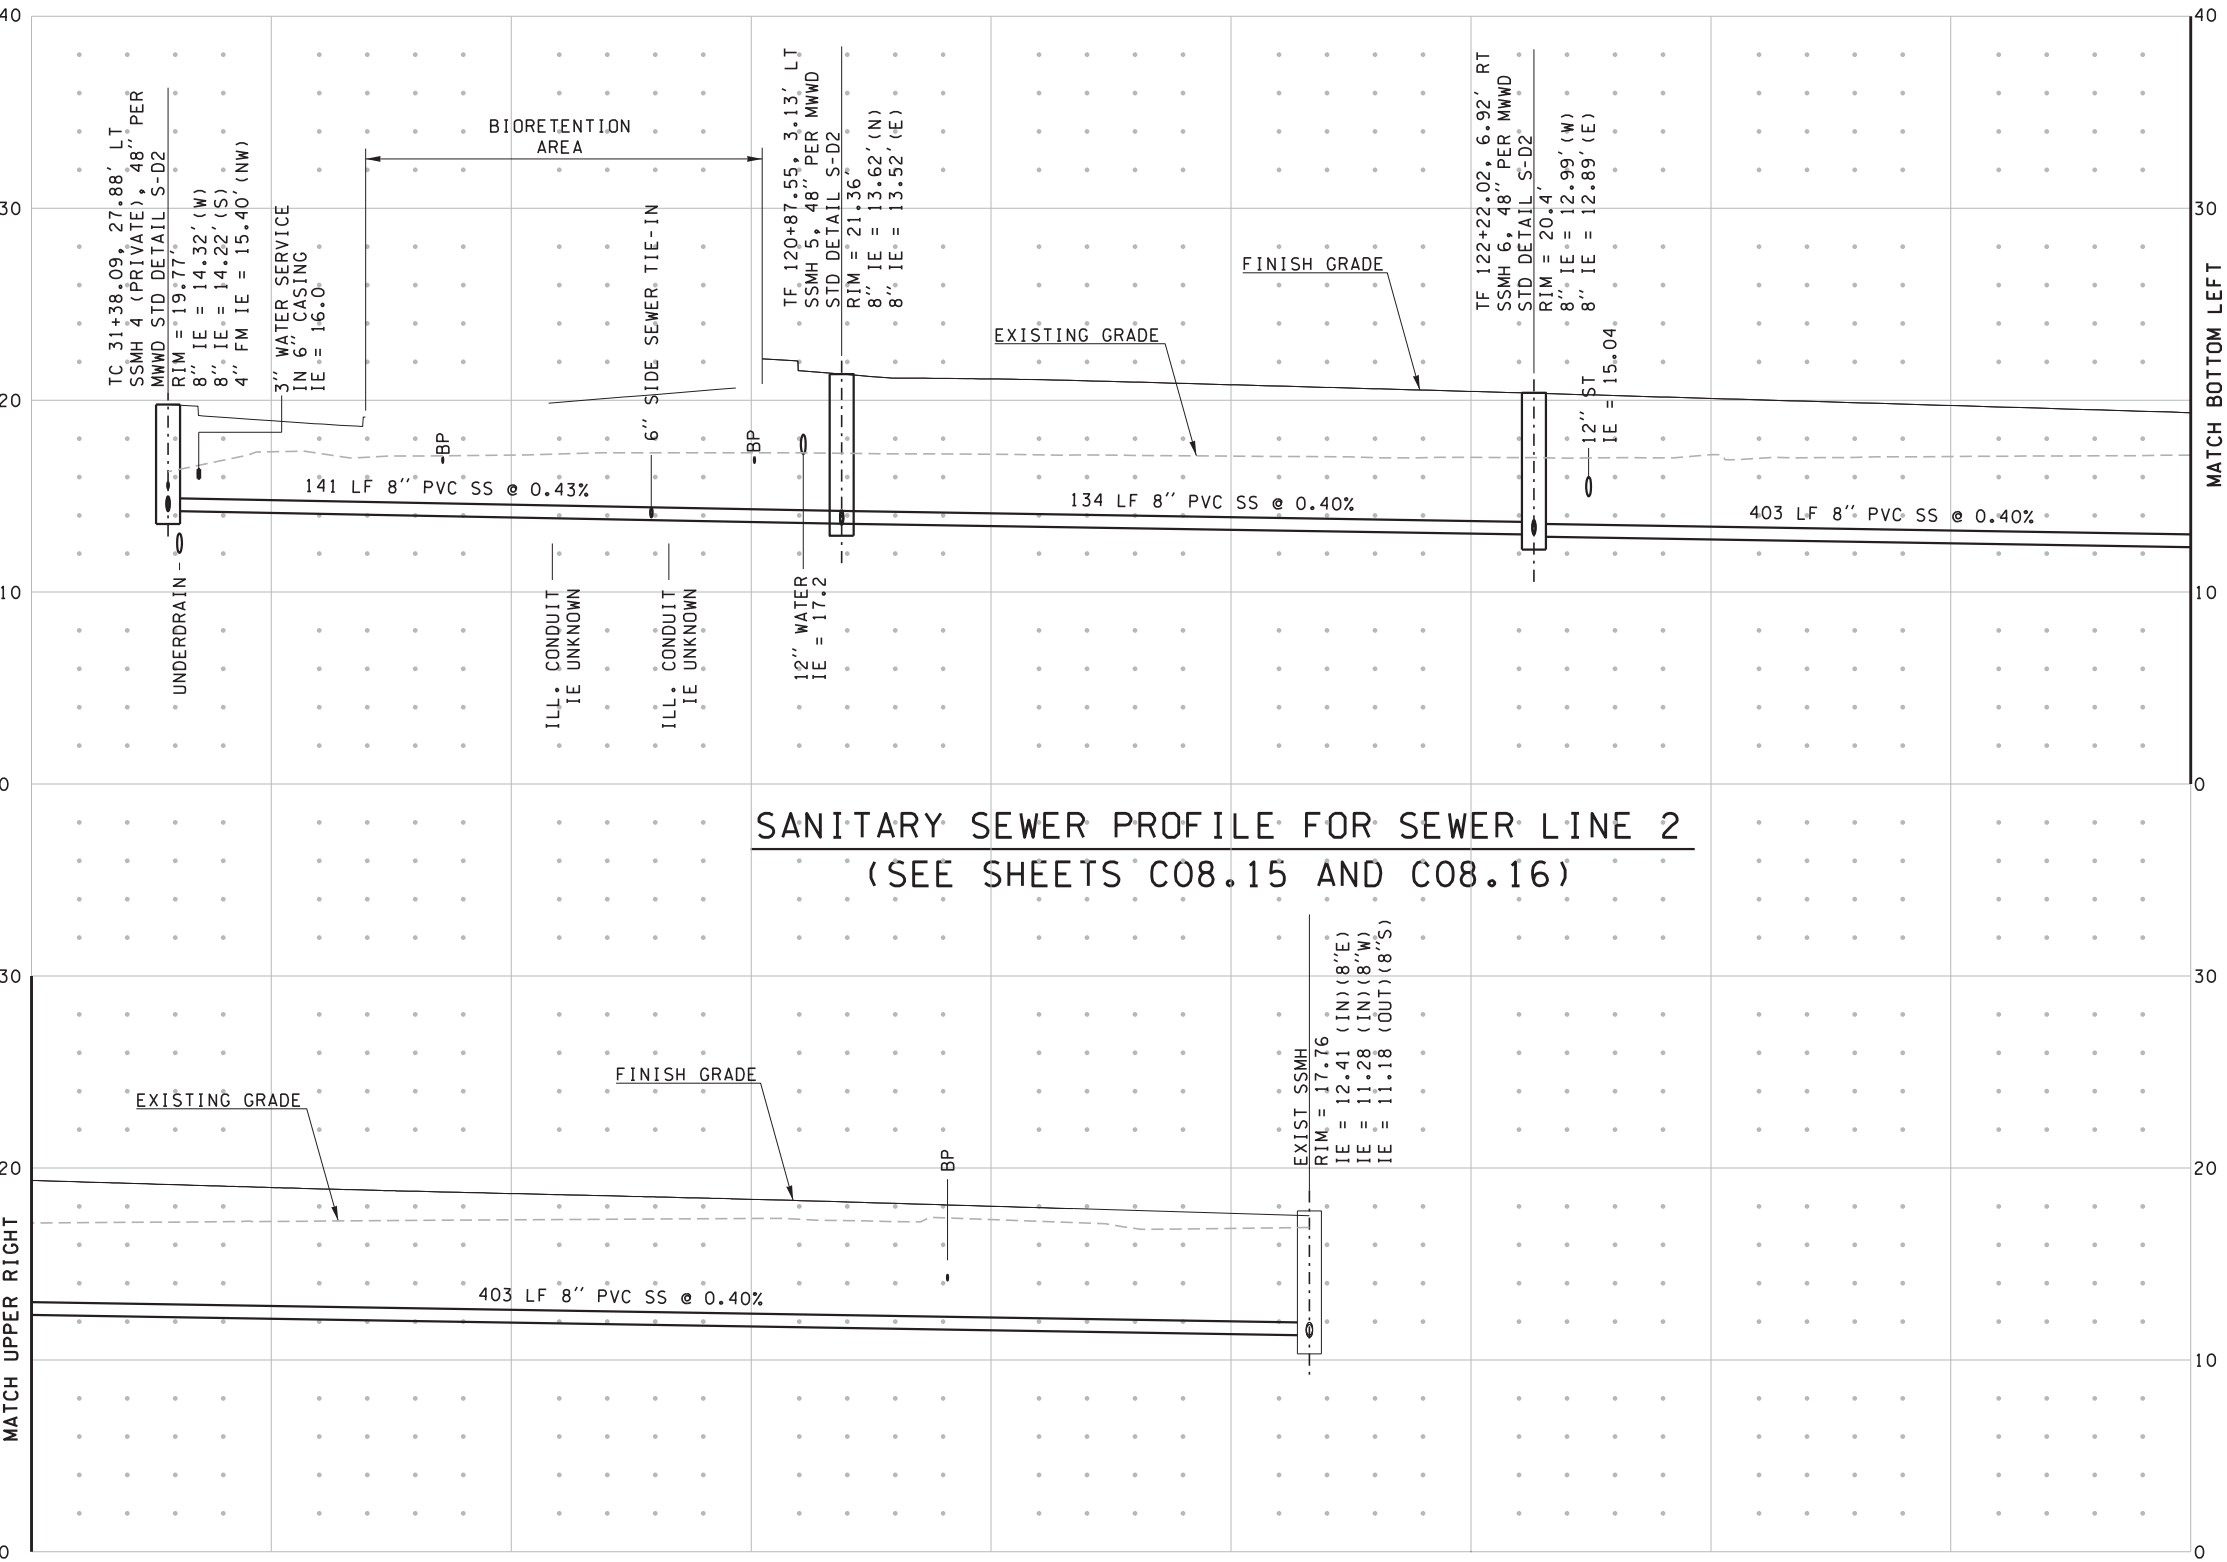 40
40
TC 31+38.09, 27.88' LT
SSMH 4 (PRIVATE), 48'' PER
MWWD STD DETAIL S-D2
RIM = 19.77'
8'' IE = 14.32' (W)
8'' IE = 14.22' (S)
4'' FM IE = 15.40' (NW)
3'' WATER SERVICE
IN 6'' CASING
IE = 16.0
BIORETENTION
AREA
6'' SIDE SEWER TIE-IN
TF 120+87.55, 3.13' LT
SSMH 5, 48'' PER MWWD
STD DETAIL S-D2
RIM = 21.36'
8'' IE = 13.62' (N)
8'' IE = 13.52' (E)
TF 122+22.02, 6.92' RT
SSMH 6, 48'' PER MWWD
STD DETAIL S-D2
RIM = 20.4'
8'' IE = 12.99' (W)
8'' IE = 12.89' (E)
30
30
FINISH GRADE
EXISTING GRADE
12'' ST
IE = 15.04
MATCH BOTTOM LEFT
20
20
BP
BP
141 LF 8'' PVC SS @ 0.43%
134 LF 8'' PVC SS @ 0.40%
403 LF 8'' PVC SS @ 0.40%
10
10
UNDERDRAIN
ILL. CONDUIT
IE UNKNOWN
ILL. CONDUIT
IE UNKNOWN
12'' WATER
IE = 17.2
0
0
SANITARY SEWER PROFILE FOR SEWER LINE 2
(SEE SHEETS C08.15 AND C08.16)
30
30
EXIST SSMH
RIM = 17.76
IE = 12.41 (IN)(8''E)
IE = 11.28 (IN)(8''W)
IE = 11.18 (OUT)(8''S)
FINISH GRADE
EXISTING GRADE
BP
20
20
MATCH UPPER RIGHT
403 LF 8'' PVC SS @ 0.40%
10
0
0